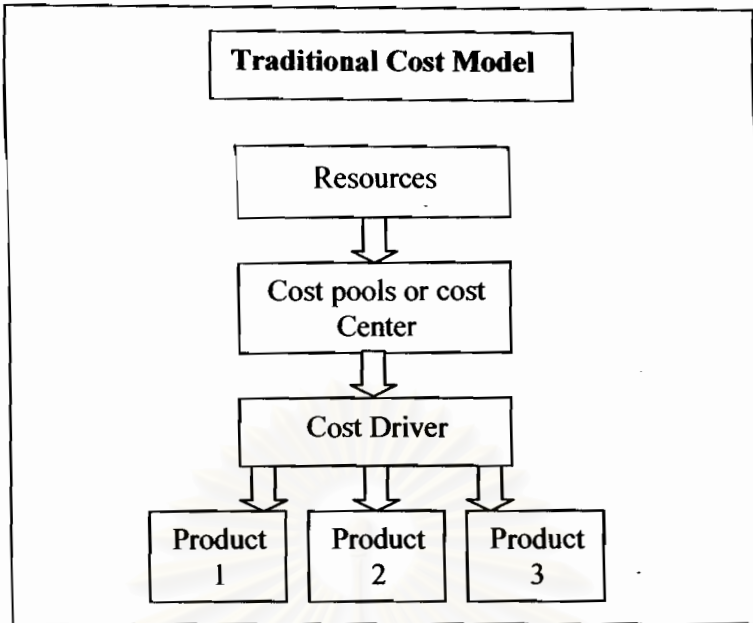 Traditional Cost Model
Resources
Cost pools or cost
Center
Cost Driver
Product
1
Product
2
Product
3